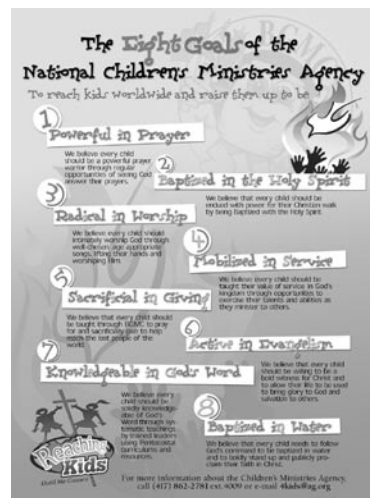 The Eight Goals of the
National Children's Ministries Agency
To reach kids worldwide and raise them up to be
1
Powerful in Prayer
We believe every child
should be a powerful prayer
warrior through regular
opportunities of seeing God
answer their prayers.
2
Baptized in the Holy Spirit
We believe every child should be
endued with power for their Christian walk
by being baptized with the Holy Spirit.
3
Radical in Worship
We believe every child should
intimately worship God through
well-chosen age appropriate
songs, lifting their hands and
worshiping Him.
4
Mobilized in Service
We believe that every child should be
taught their value of service in God's
kingdom through opportunities to
exercise their talents and abilities as
they minister to others.
5
Sacrificial in Giving
We believe that every child should
be taught through BGMC to pray
for and sacrificially give to help
reach the lost people of the
world.
6
Active in Evangelism
We believe that every child
should be willing to be a
bold witness for Christ and
to allow their life to be used
to bring glory to God and
salvation to others.
7
Knowledgeable in God's Word
We believe every
child should be
solidly knowledge-
able of God's
Word through sys-
tematic teachings
by trained leaders
using Pentecostal
curriculums and
resources.
8
Baptized in Water
We believe that every child needs to follow
God's command to be baptized in water
and to boldly stand up and publicly pro-
claim their faith in Christ.
Reaching
Kids
Until He Comes
For more information about the Children's Ministries Agency,
call (417) 862-2781 ext. 4009 or e-mail 4kids@ag.org